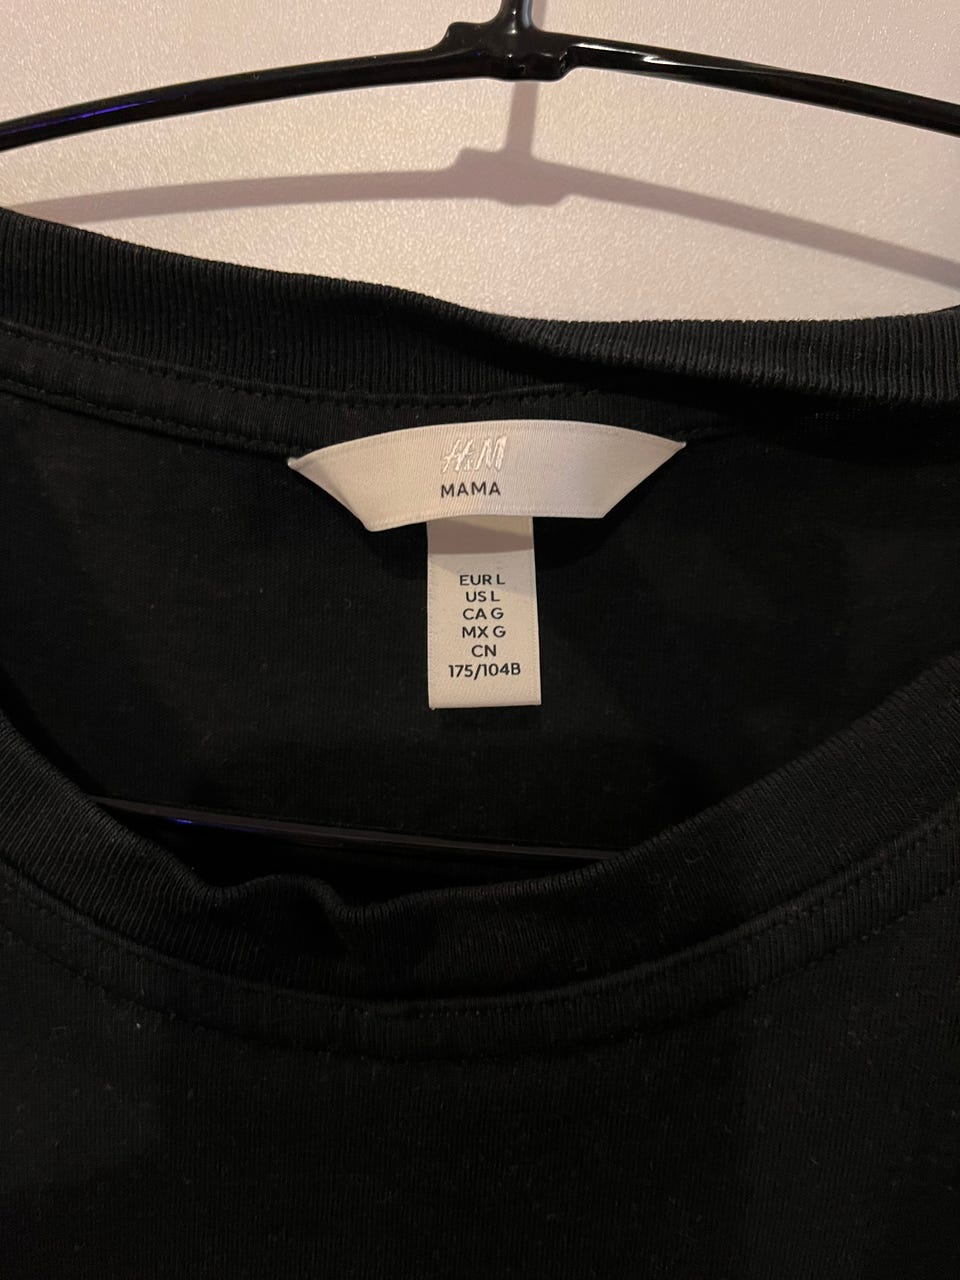 H&M
MAMA
EUR L
US L
CA G
MX G
CN
175/104B